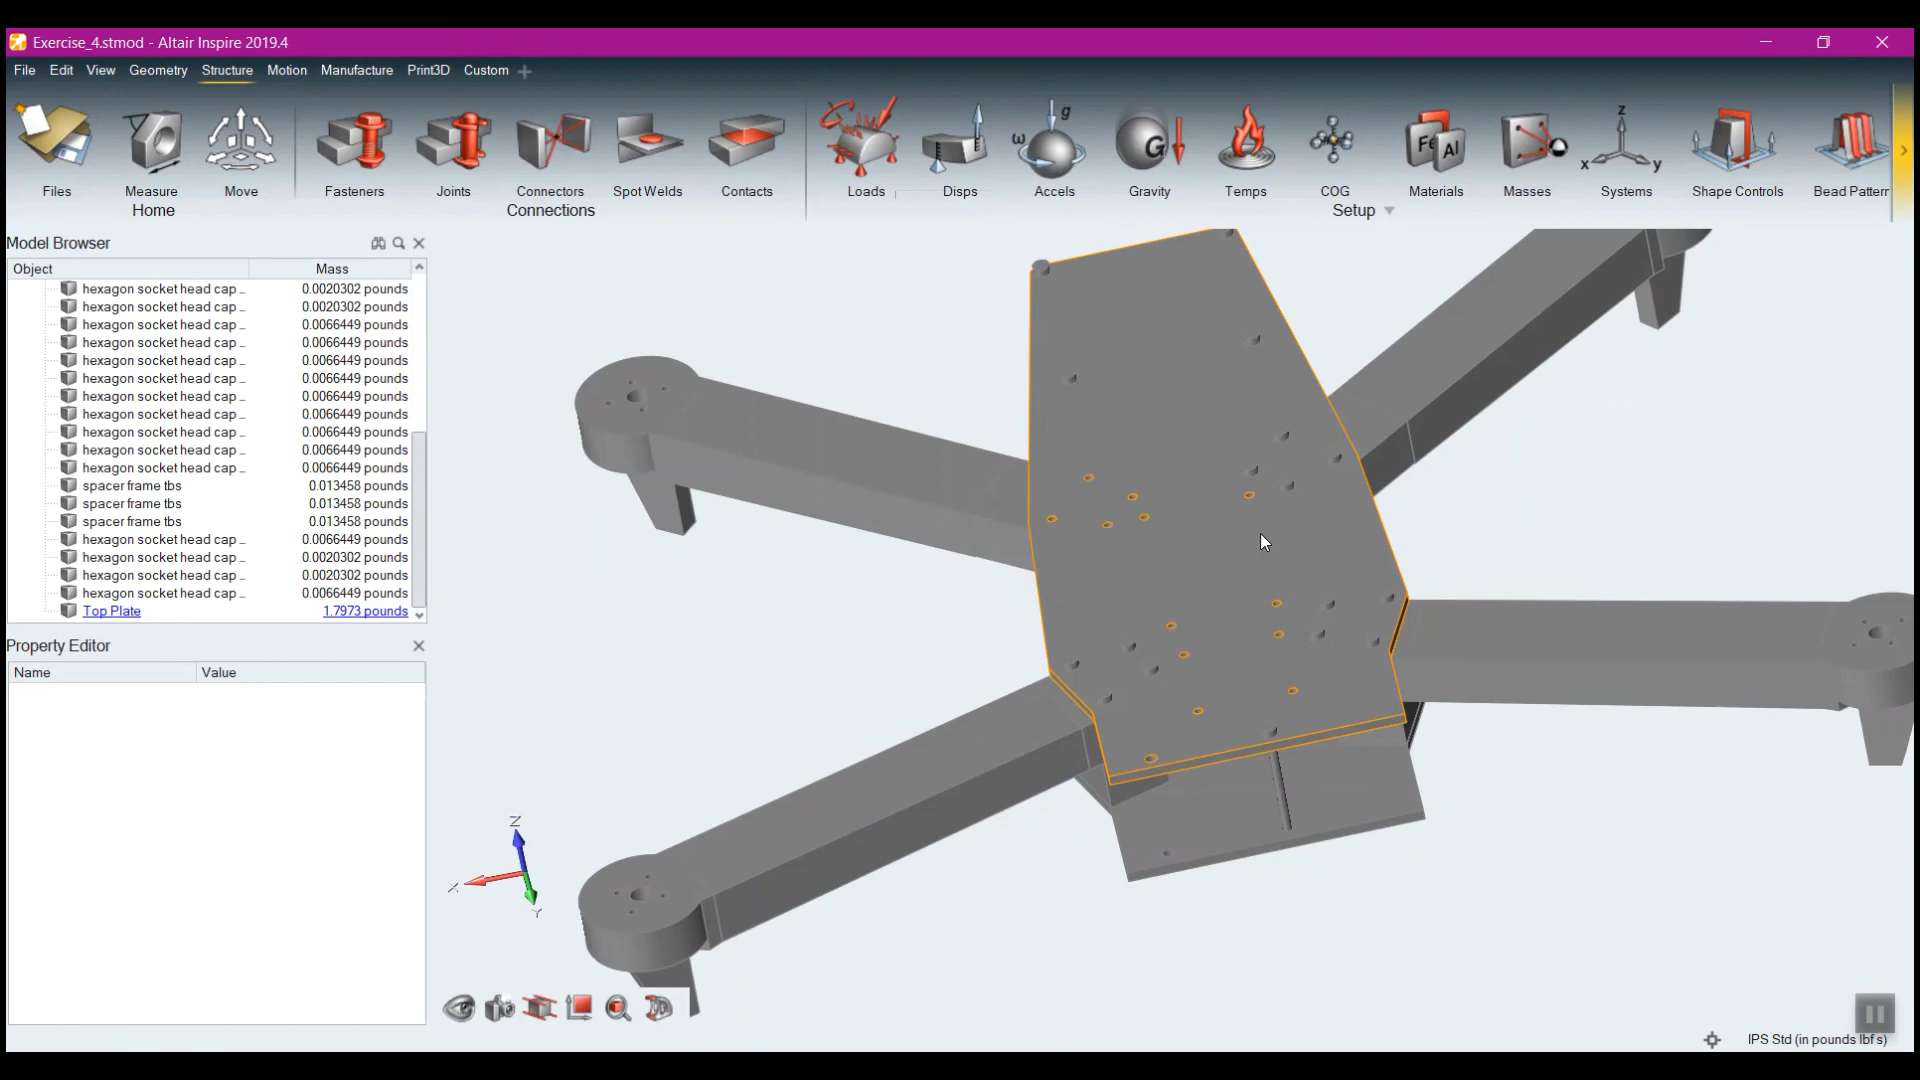 Exercise_4.stmod - Altair Inspire 2019.4
File Edit View Geometry Structure Motion Manufacture Print3D Custom
g
ω
G
Fe Al
z
x y
Files Measure Move Fasteners Joints Connectors Spot Welds Contacts Loads Disps Accels Gravity Temps COG Materials Masses Systems Shape Controls Bead Pattern
Home Connections Setup
Model Browser
Object Mass
hexagon socket head cap ... 0.0020302 pounds
hexagon socket head cap ... 0.0020302 pounds
hexagon socket head cap ... 0.0066449 pounds
hexagon socket head cap ... 0.0066449 pounds
hexagon socket head cap ... 0.0066449 pounds
hexagon socket head cap ... 0.0066449 pounds
hexagon socket head cap ... 0.0066449 pounds
hexagon socket head cap ... 0.0066449 pounds
hexagon socket head cap ... 0.0066449 pounds
hexagon socket head cap ... 0.0066449 pounds
hexagon socket head cap ... 0.0066449 pounds
spacer frame tbs 0.013458 pounds
spacer frame tbs 0.013458 pounds
spacer frame tbs 0.013458 pounds
hexagon socket head cap ... 0.0066449 pounds
hexagon socket head cap ... 0.0020302 pounds
hexagon socket head cap ... 0.0020302 pounds
hexagon socket head cap ... 0.0066449 pounds
Top Plate 1.7973 pounds
Property Editor
Name Value
Z
X
Y
IPS Std (in pounds lbf s)